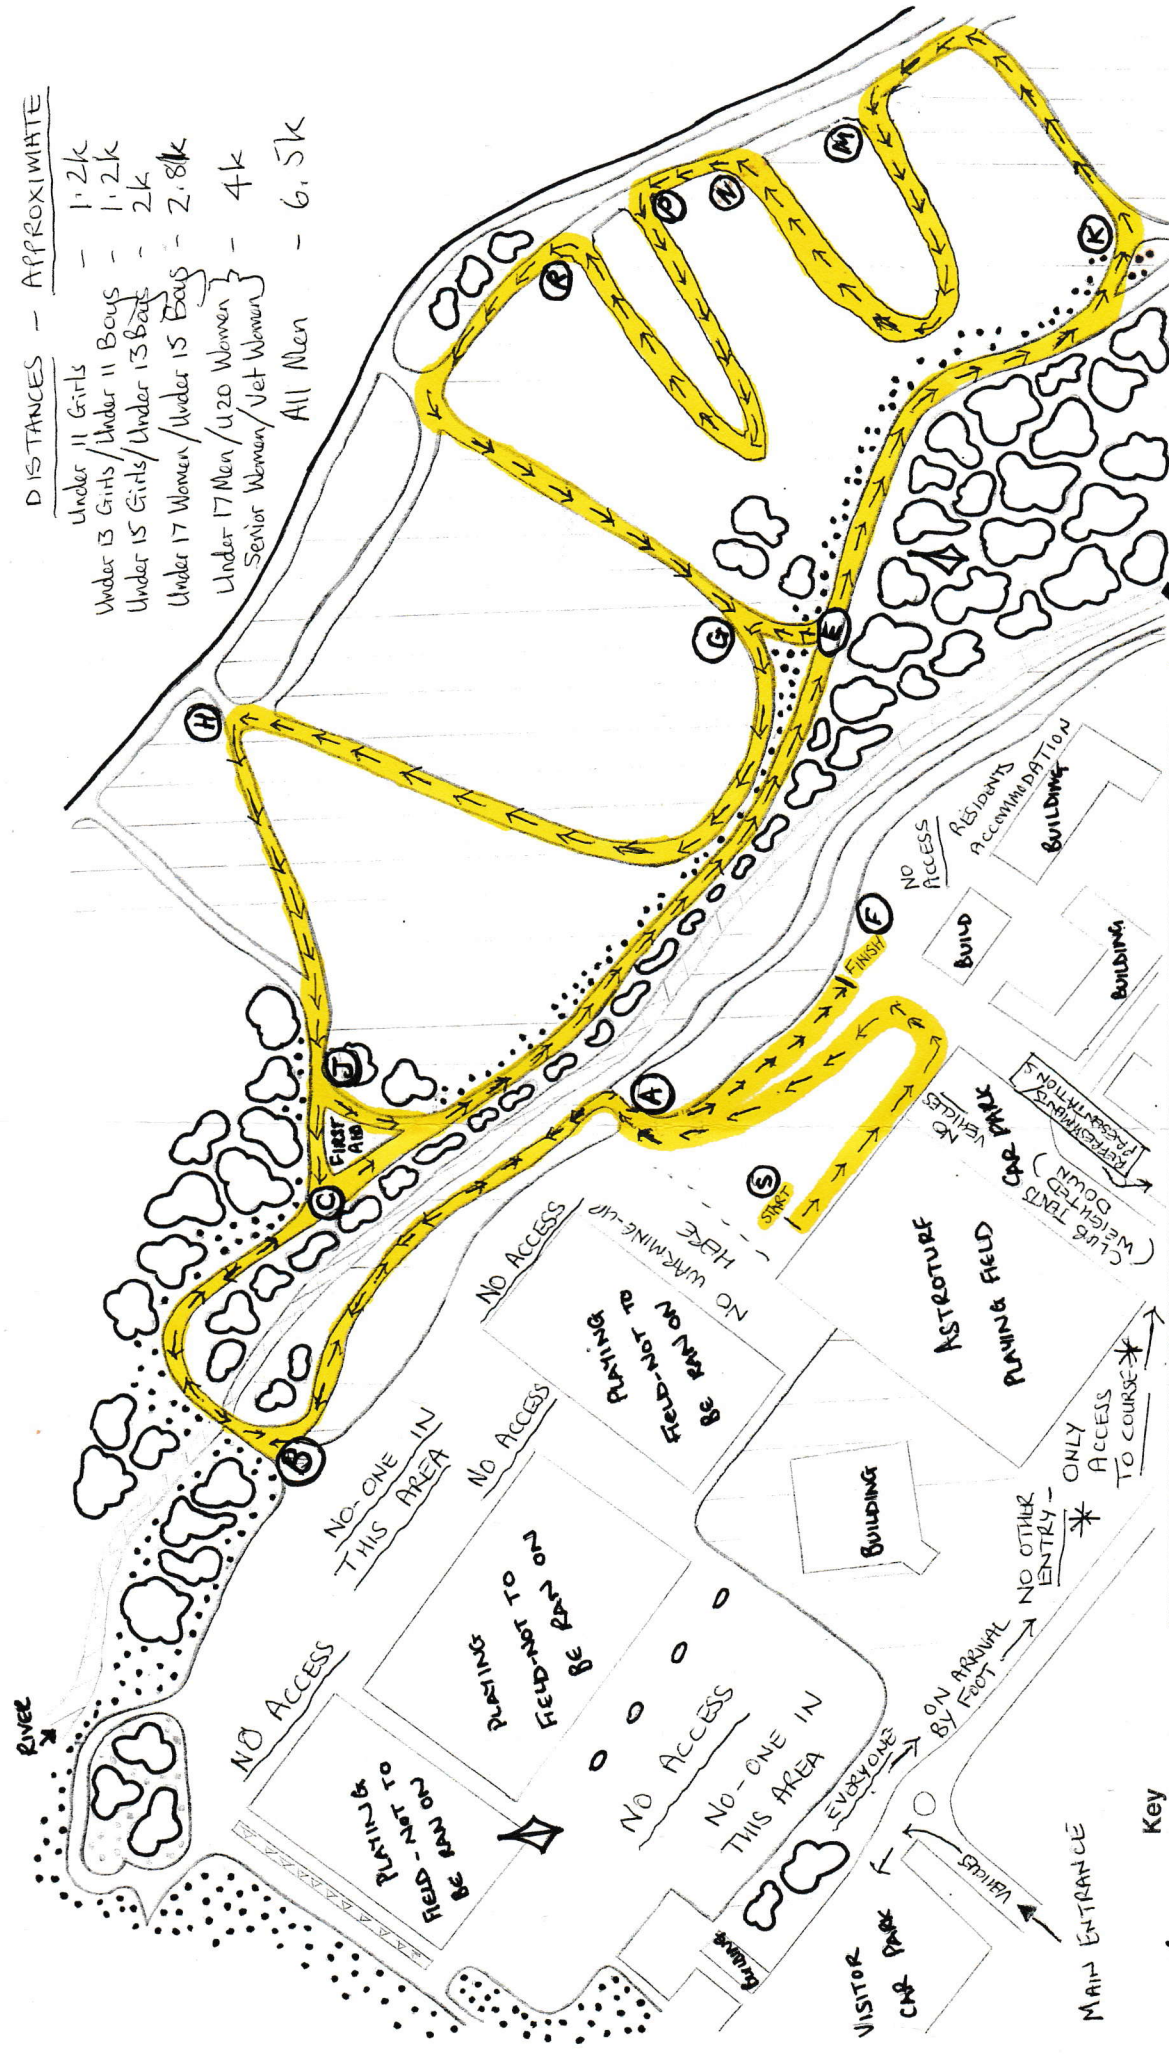 DISTANCES - APPROXIMATE
Under 11 Girls - 1.2k
Under 13 Girls/Under 11 Boys - 1.2k
Under 15 Girls/Under 13 Boys - 2k
Under 17 Women/Under 15 Boys - 2.8k
Under 17 Men/U20 Women } - 4k
Senior Women/Vet Women }
All Men - 6.5k
RIVER
H
R
P
N
M
K
G
E
J
FIRST
AID
C
B
A
F
FINISH
S
START
NO ACCESS
NO WARMING-UP
HERE
NO
ACCESS
RESIDENTS
ACCOMMODATION
BUILDING
BUILD
BUILDING
NO
VEHICLES
CAR PARK
REFRESHMENTS/
PRESENTATIONS
CLUB TENTS
(WEIGHTED
DOWN)
ASTROTURF
PLAYING FIELD
PLAYING
FIELD-NOT TO
BE RAN ON
NO ACCESS
NO-ONE IN
THIS AREA
PLAYING
FIELD-NOT TO
BE RAN ON
NO ACCESS
PLAYING
FIELD-NOT TO
BE RAN ON
NO ACCESS
NO-ONE IN
THIS AREA
BUILDING
BUILDING
EVERYONE
ON ARRIVAL
BY FOOT
NO OTHER
ENTRY -
* ONLY
ACCESS
TO COURSE *
VISITOR
CAR PARK
VEHICLES
MAIN ENTRANCE
Key